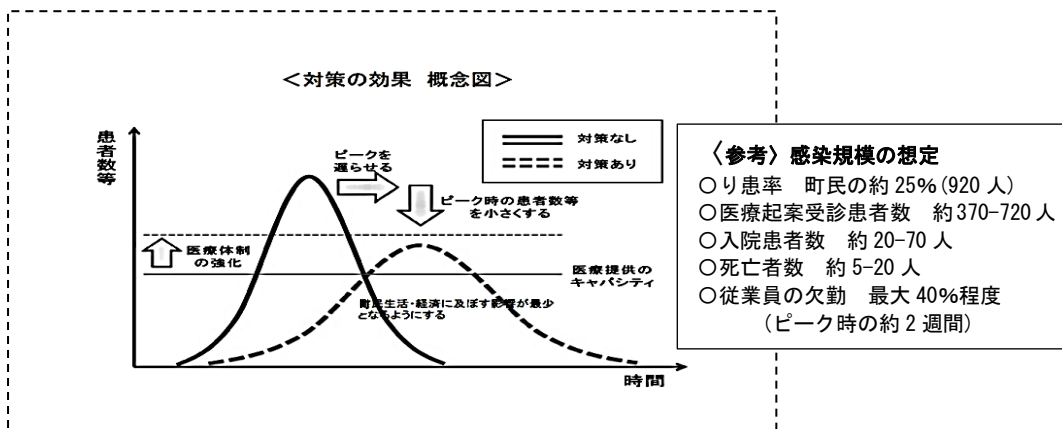 <対策の効果 概念図>
患者数等
対策なし
対策あり
ピークを
遅らせる
ピーク時の患者数等
を小さくする
医療体制
の強化
医療提供の
キャパシティ
町民生活・経済に及ぼす影響が最少
となるようにする
時間
〈参考〉感染規模の想定
○り患率 町民の約25%(920人)
○医療起案受診患者数 約370-720人
○入院患者数 約20-70人
○死亡者数 約5-20人
○従業員の欠勤 最大40%程度
(ピーク時の約2週間)